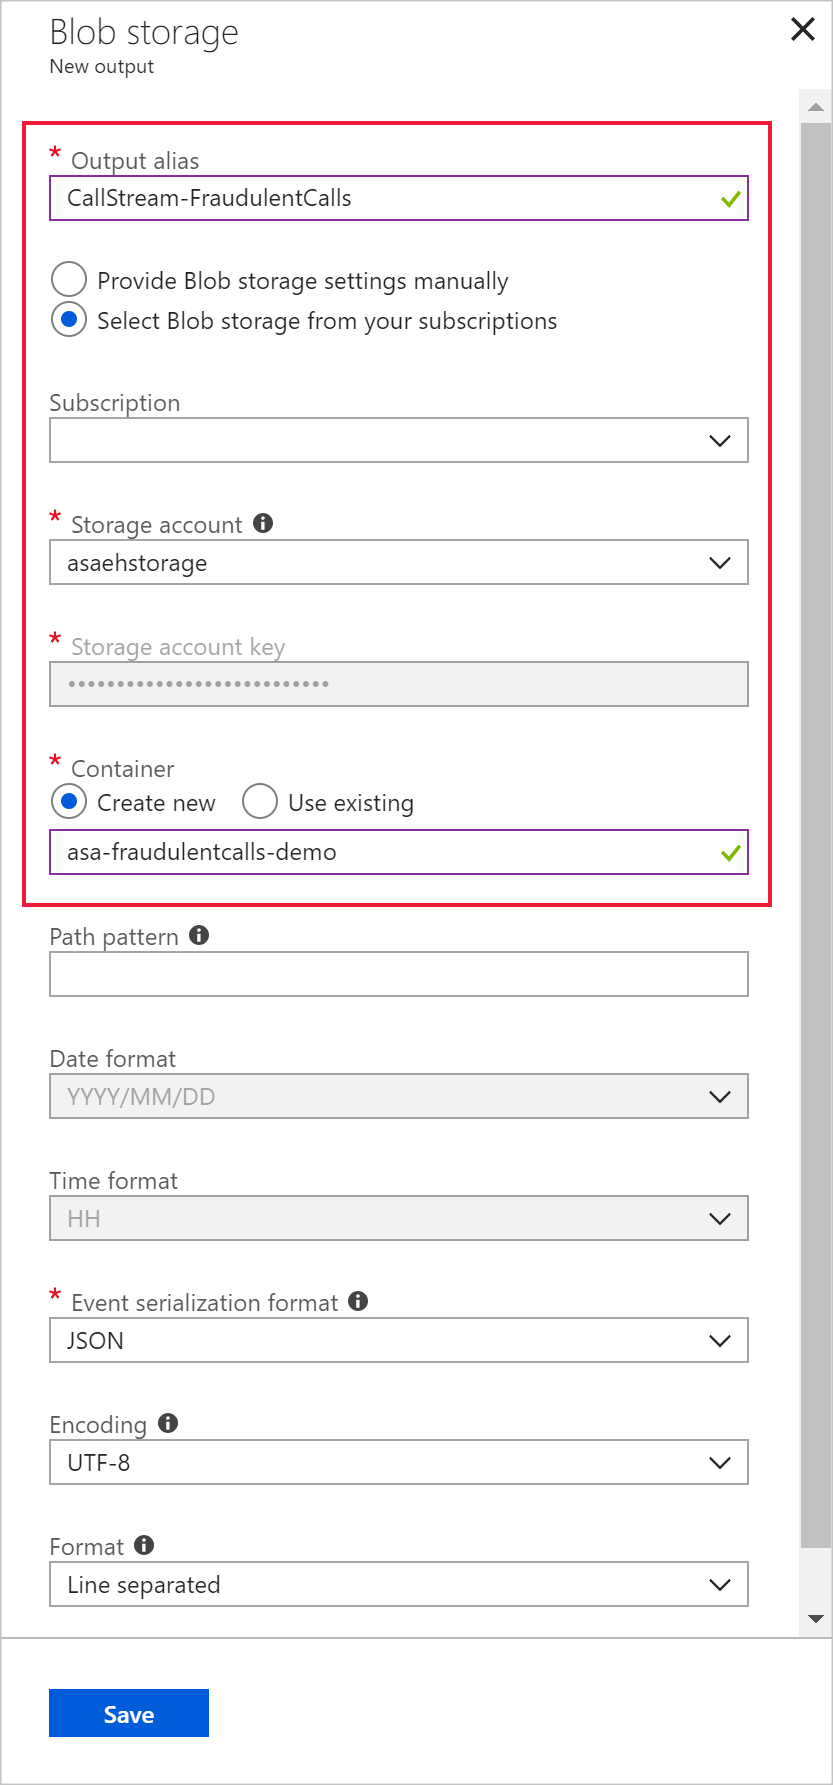 Blob storage
New output
* Output alias
CallStream-FraudulentCalls
Provide Blob storage settings manually
Select Blob storage from your subscriptions
Subscription
* Storage account
asaehstorage
* Storage account key
•••••••••••••••••••••••••••
* Container
Create new Use existing
asa-fraudulentcalls-demo
Path pattern
Date format
YYYY/MM/DD
Time format
HH
* Event serialization format
JSON
Encoding
UTF-8
Format
Line separated
Save